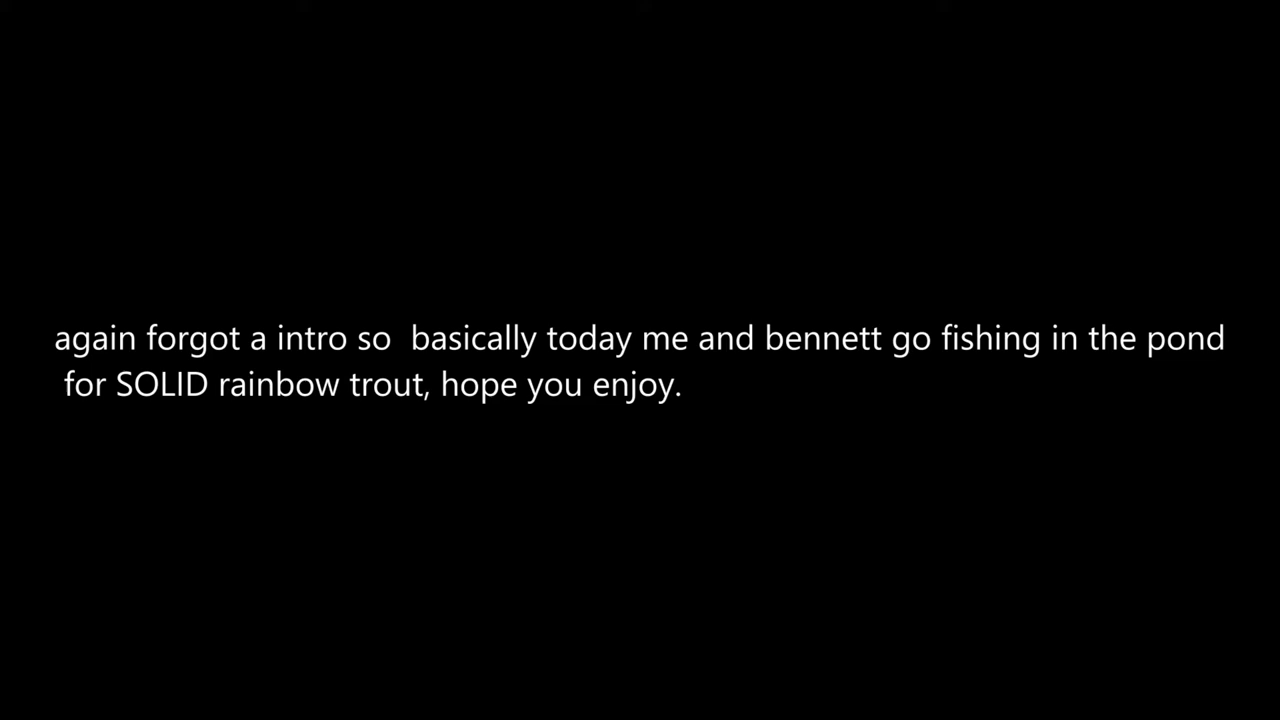 again forgot a intro so  basically today me and bennett go fishing in the pond
for SOLID rainbow trout, hope you enjoy.